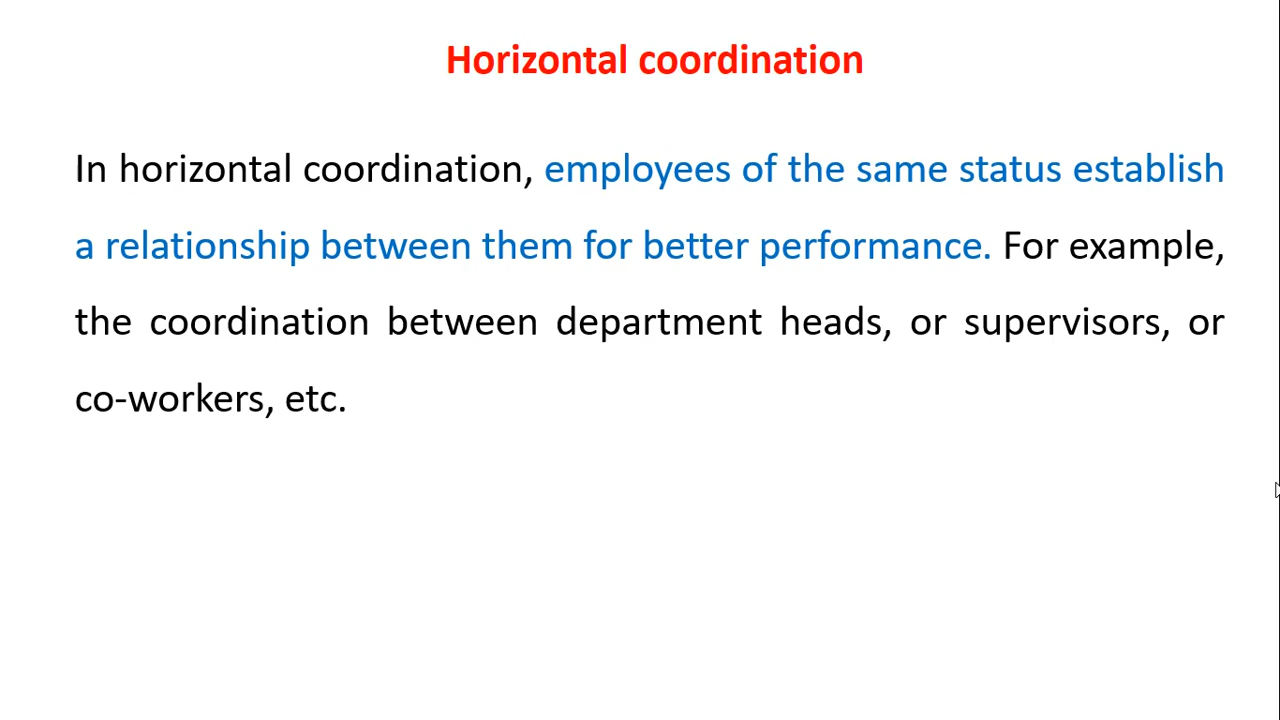 Horizontal coordination
In horizontal coordination, employees of the same status establish
a relationship between them for better performance. For example,
the coordination between department heads, or supervisors, or
co-workers, etc.